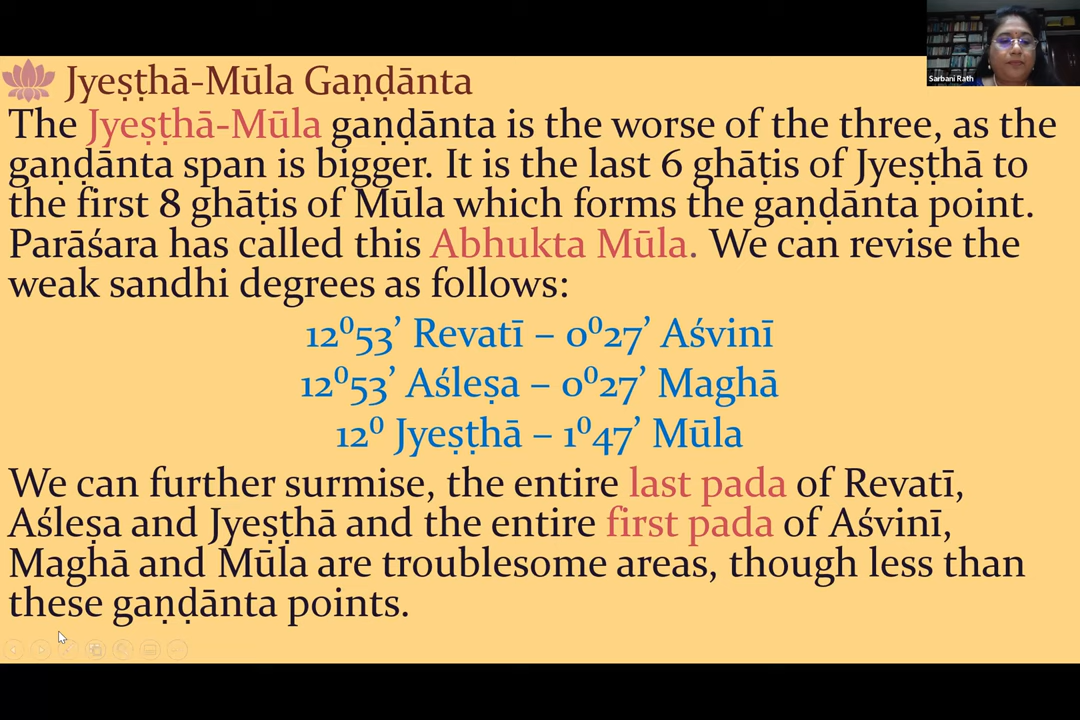 Sarbani Rath
Jyeṣṭhā-Mūla Gaṇḍānta
The Jyeṣṭhā-Mūla gaṇḍānta is the worse of the three, as the
gaṇḍānta span is bigger. It is the last 6 ghāṭis of Jyeṣṭhā to
the first 8 ghāṭis of Mūla which forms the gaṇḍānta point.
Parāśara has called this Abhukta Mūla. We can revise the
weak sandhi degrees as follows:
12⁰53’ Revatī – 0⁰27’ Aśvinī
12⁰53’ Aśleṣa – 0⁰27’ Maghā
12⁰ Jyeṣṭhā – 1⁰47’ Mūla
We can further surmise, the entire last pada of Revatī,
Aśleṣa and Jyeṣṭhā and the entire first pada of Aśvinī,
Maghā and Mūla are troublesome areas, though less than
these gaṇḍānta points.